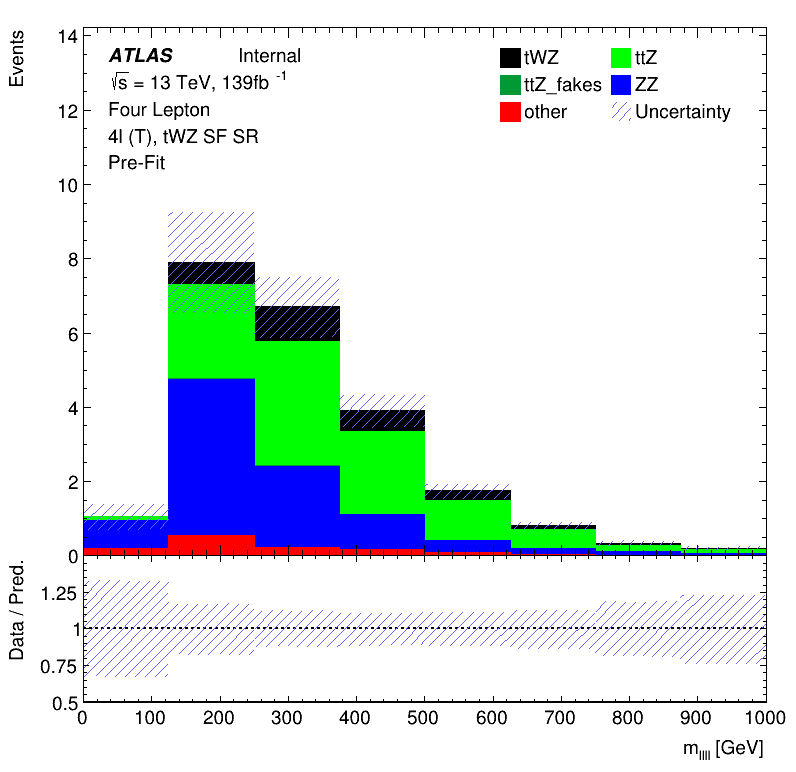 Events
14
12
10
8
6
4
2
0
ATLAS Internal
√s = 13 TeV, 139fb -1
Four Lepton
4l (T), tWZ SF SR
Pre-Fit
tWZ ttZ
ttZ_fakes ZZ
other Uncertainty
Data / Pred.
1.25
1
0.75
0.5
0 100 200 300 400 500 600 700 800 900 1000
m_llll [GeV]